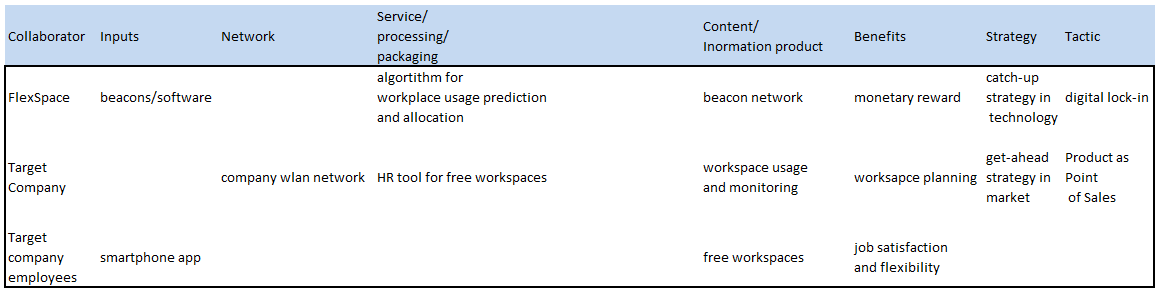 Collaborator
Inputs
Network
Service/
processing/
packaging
Content/
Inormation product
Benefits
Strategy
Tactic
FlexSpace
beacons/software
algortithm for
workplace usage prediction
and allocation
beacon network
monetary reward
catch-up
strategy in
technology
digital lock-in
Target
Company
company wlan network
HR tool for free workspaces
workspace usage
and monitoring
worksapce planning
get-ahead
strategy in
market
Product as
Point
of Sales
Target
company
employees
smartphone app
free workspaces
job satisfaction
and flexibility